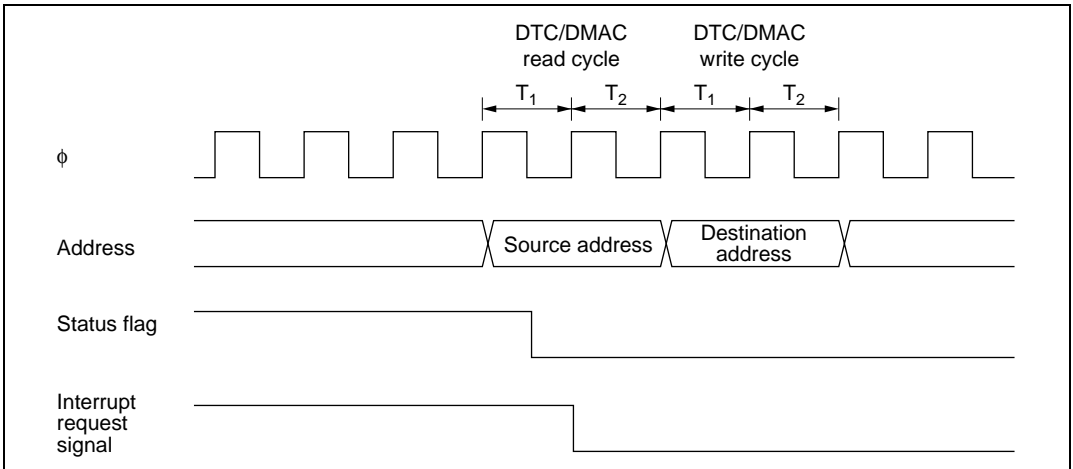 DTC/DMAC DTC/DMAC
read cycle write cycle
T1 T2 T1 T2
φ
Address
Source address
Destination
address
Status flag
Interrupt
request
signal